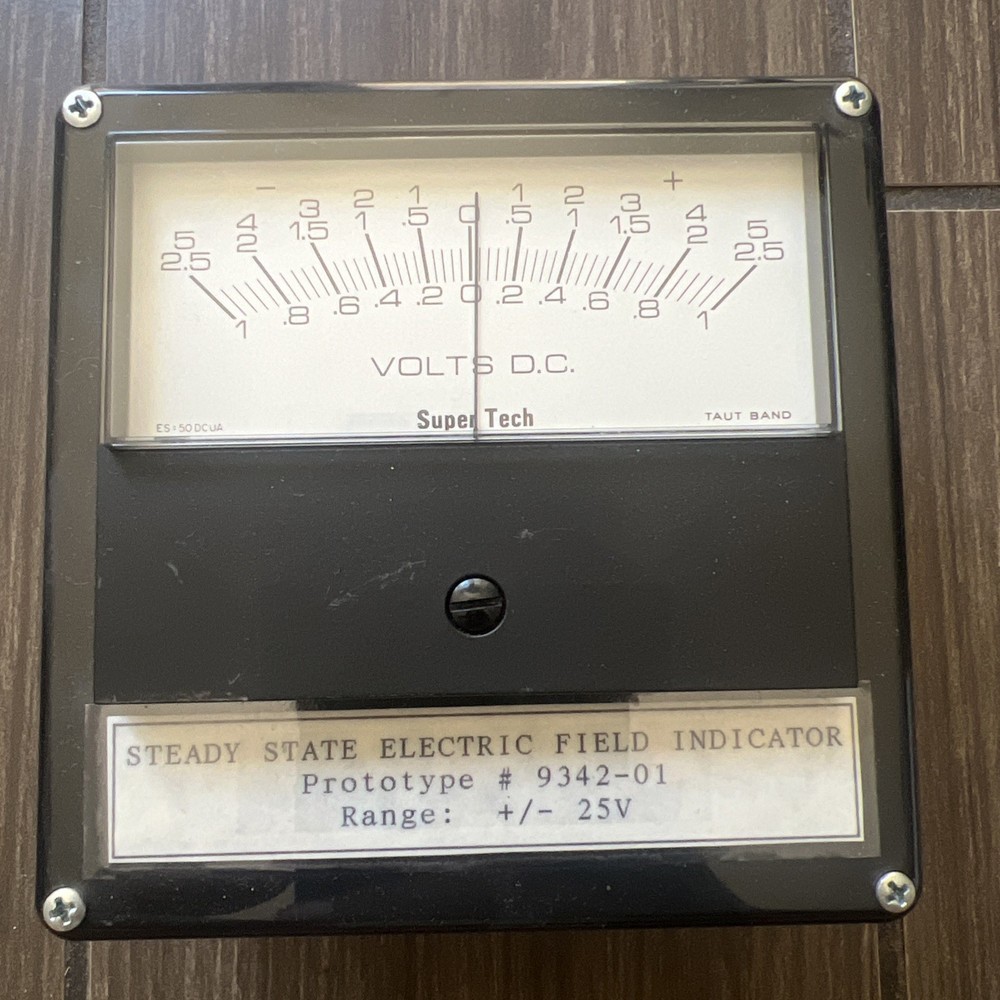 − +
5 4 3 2 1 0 1 2 3 4 5
2.5 2 1.5 1 .5 .5 1 1.5 2 2.5
1 .8 .6 .4 .2 0 .2 .4 .6 .8 1
VOLTS D.C.
Super Tech
ES=50DCUA
TAUT BAND
STEADY STATE ELECTRIC FIELD INDICATOR
Prototype # 9342-01
Range: +/- 25V